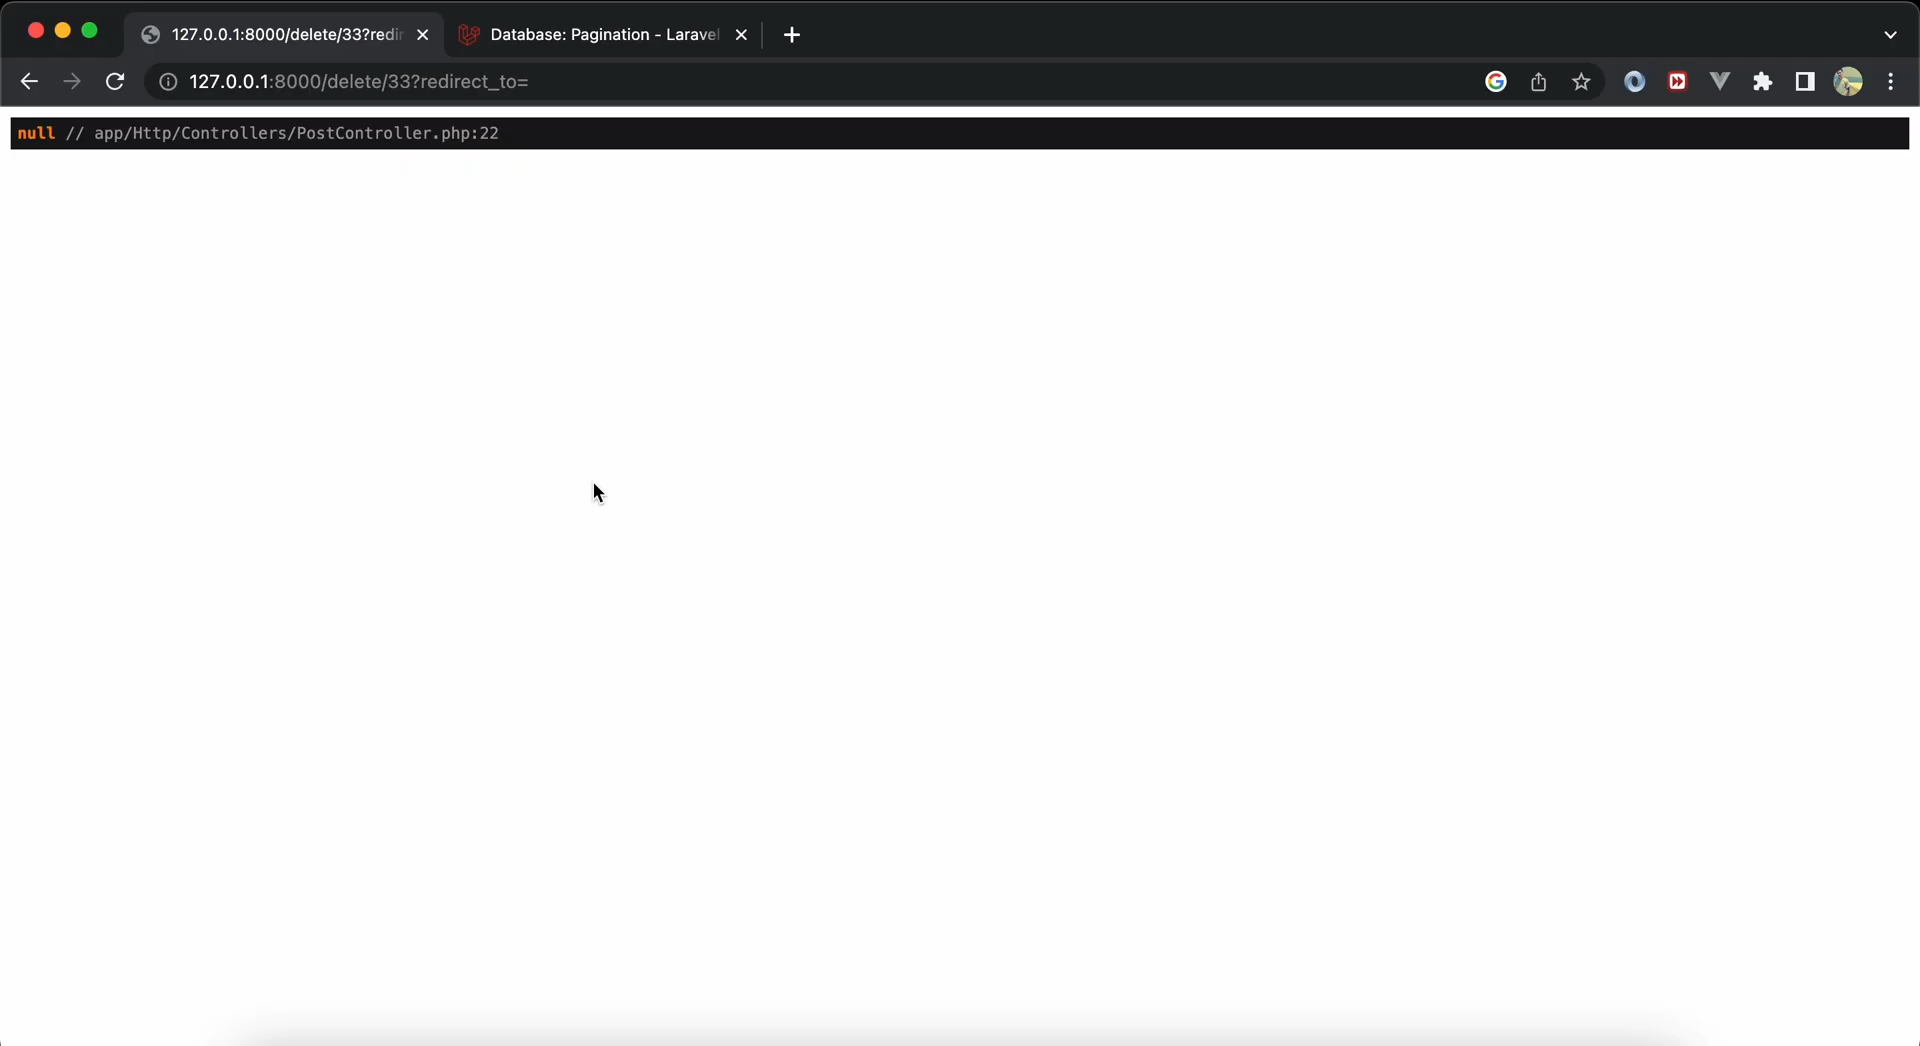 127.0.0.1:8000/delete/33?redir
Database: Pagination - Laravel
127.0.0.1:8000/delete/33?redirect_to=
null // app/Http/Controllers/PostController.php:22